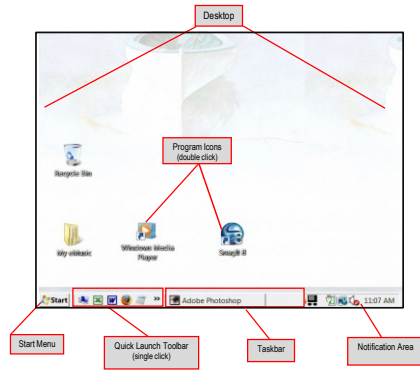 Desktop
Program Icons
(double click)
Recycle Bin
My eMusic
Windows Media
Player
SnagIt 8
Start
»
Adobe Photoshop
11:07 AM
Start Menu
Quick Launch Toolbar
(single click)
Taskbar
Notification Area